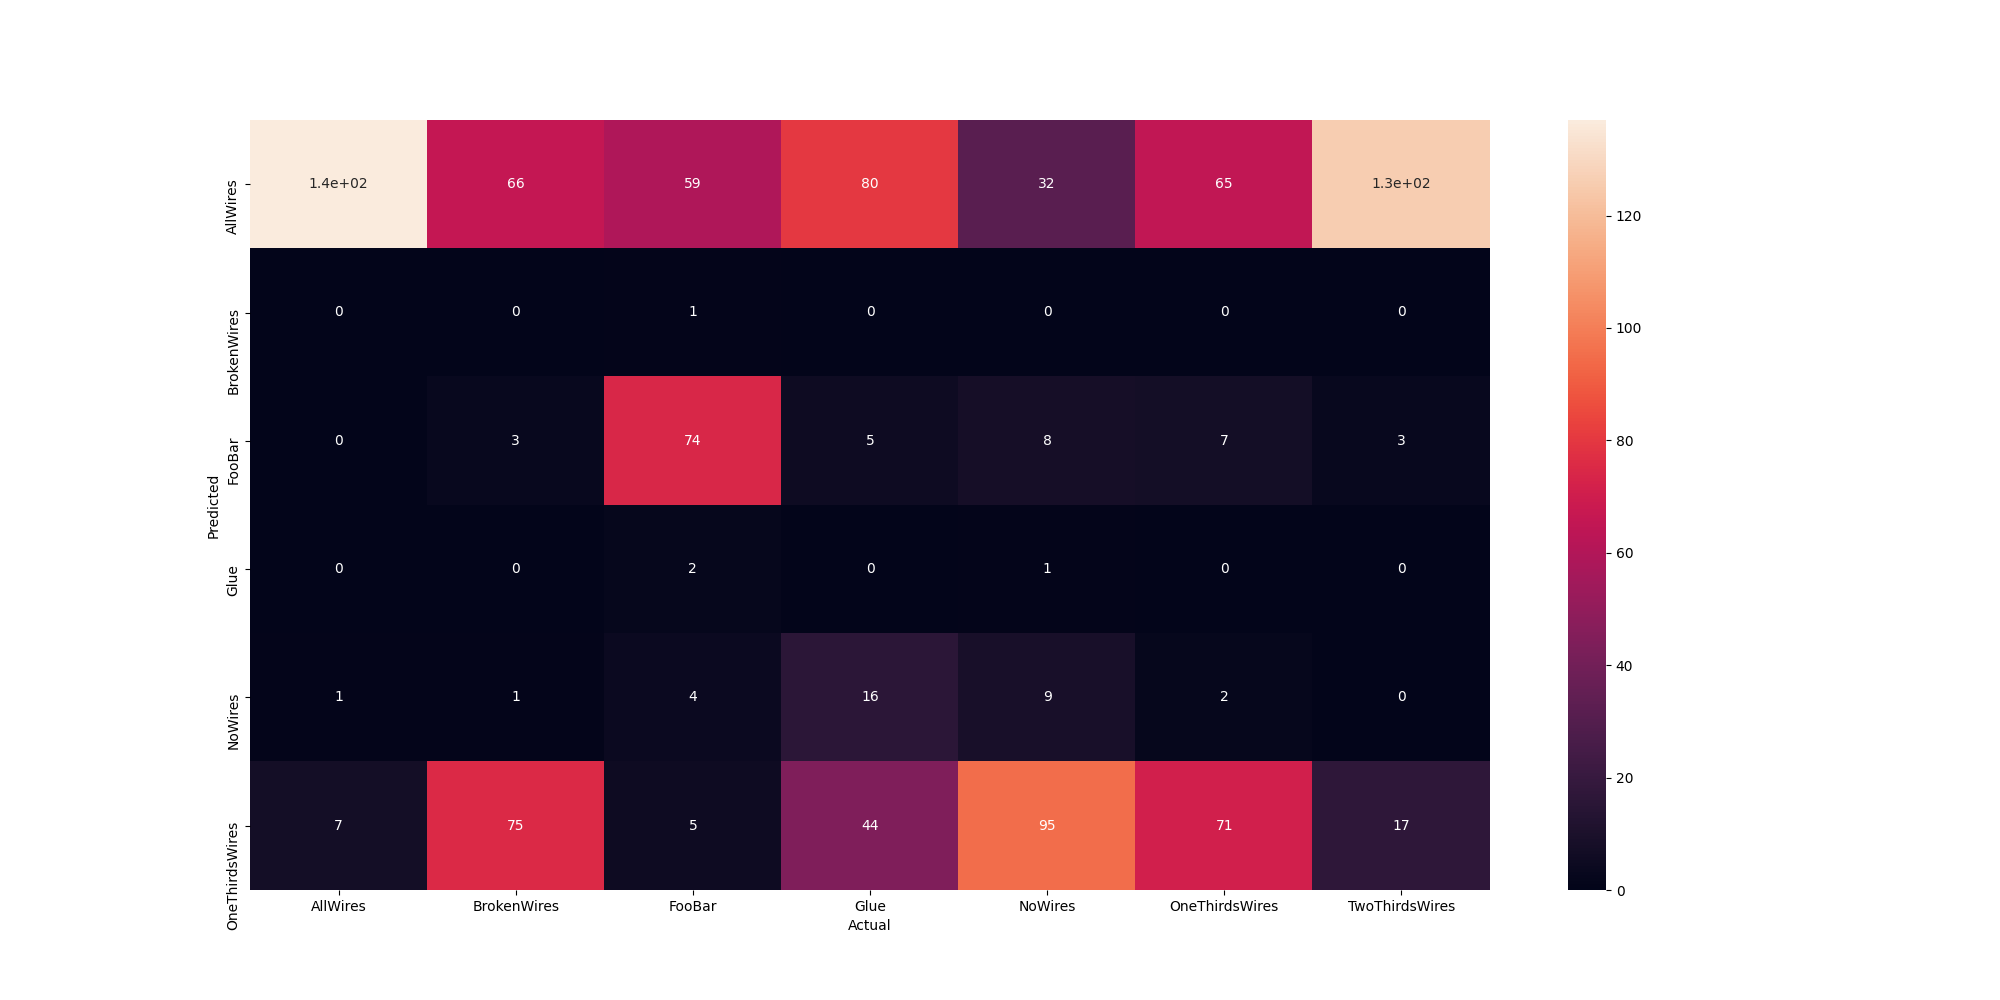 1.4e+02 66 59 80 32 65 1.3e+02
AllWires
0 0 1 0 0 0 0
BrokenWires
0 3 74 5 8 7 3
FooBar
Predicted
0 0 2 0 1 0 0
Glue
1 1 4 16 9 2 0
NoWires
7 75 5 44 95 71 17
OneThirdsWires
AllWires BrokenWires FooBar Glue NoWires OneThirdsWires TwoThirdsWires
Actual
120
100
80
60
40
20
0